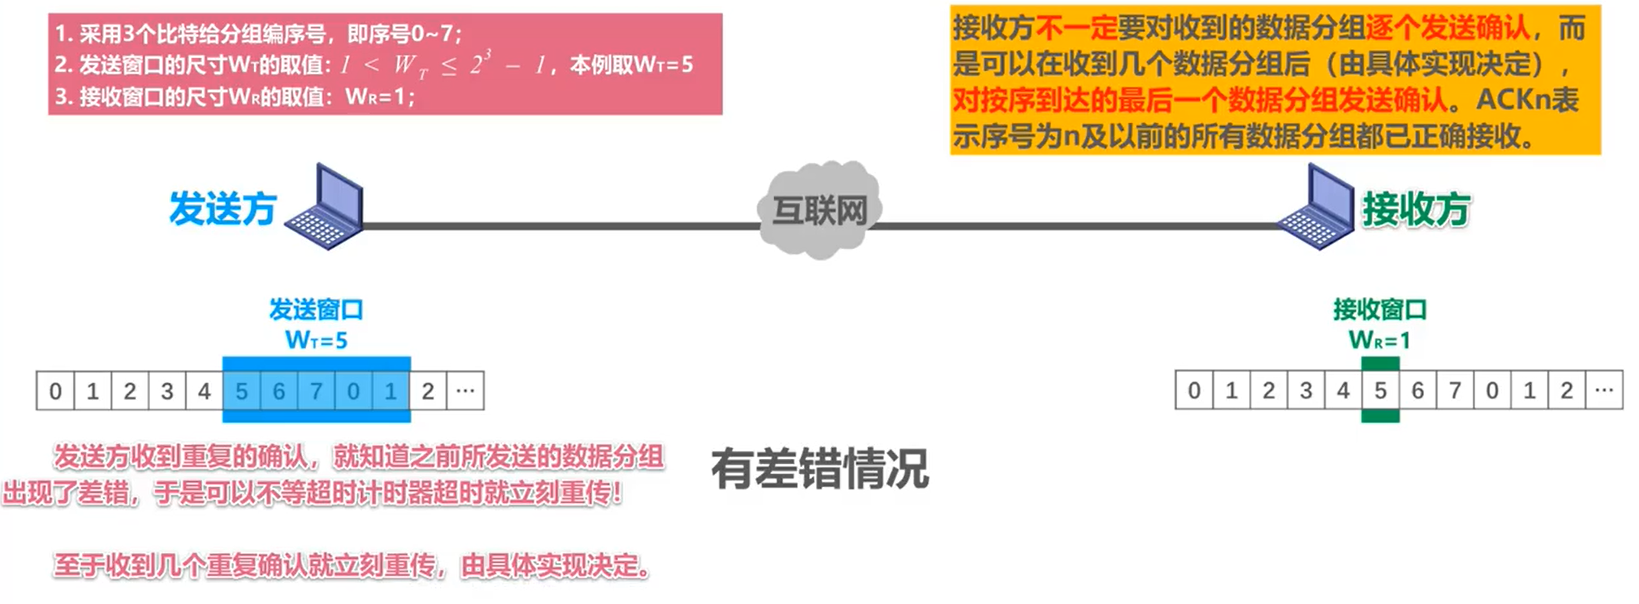 1. 采用3个比特给分组编序号，即序号0~7；
2. 发送窗口的尺寸WT的取值：1 < W_T ≤ 2^3 − 1，本例取WT=5
3. 接收窗口的尺寸WR的取值：WR=1；
接收方不一定要对收到的数据分组逐个发送确认，而
是可以在收到几个数据分组后（由具体实现决定），
对按序到达的最后一个数据分组发送确认。ACKn表
示序号为n及以前的所有数据分组都已正确接收。
发送方
互联网
接收方
发送窗口
WT=5
0 1 2 3 4 5 6 7 0 1 2 ...
接收窗口
WR=1
0 1 2 3 4 5 6 7 0 1 2 ...
发送方收到重复的确认，就知道之前所发送的数据分组
出现了差错，于是可以不等超时计时器超时就立刻重传！
有差错情况
至于收到几个重复确认就立刻重传，由具体实现决定。